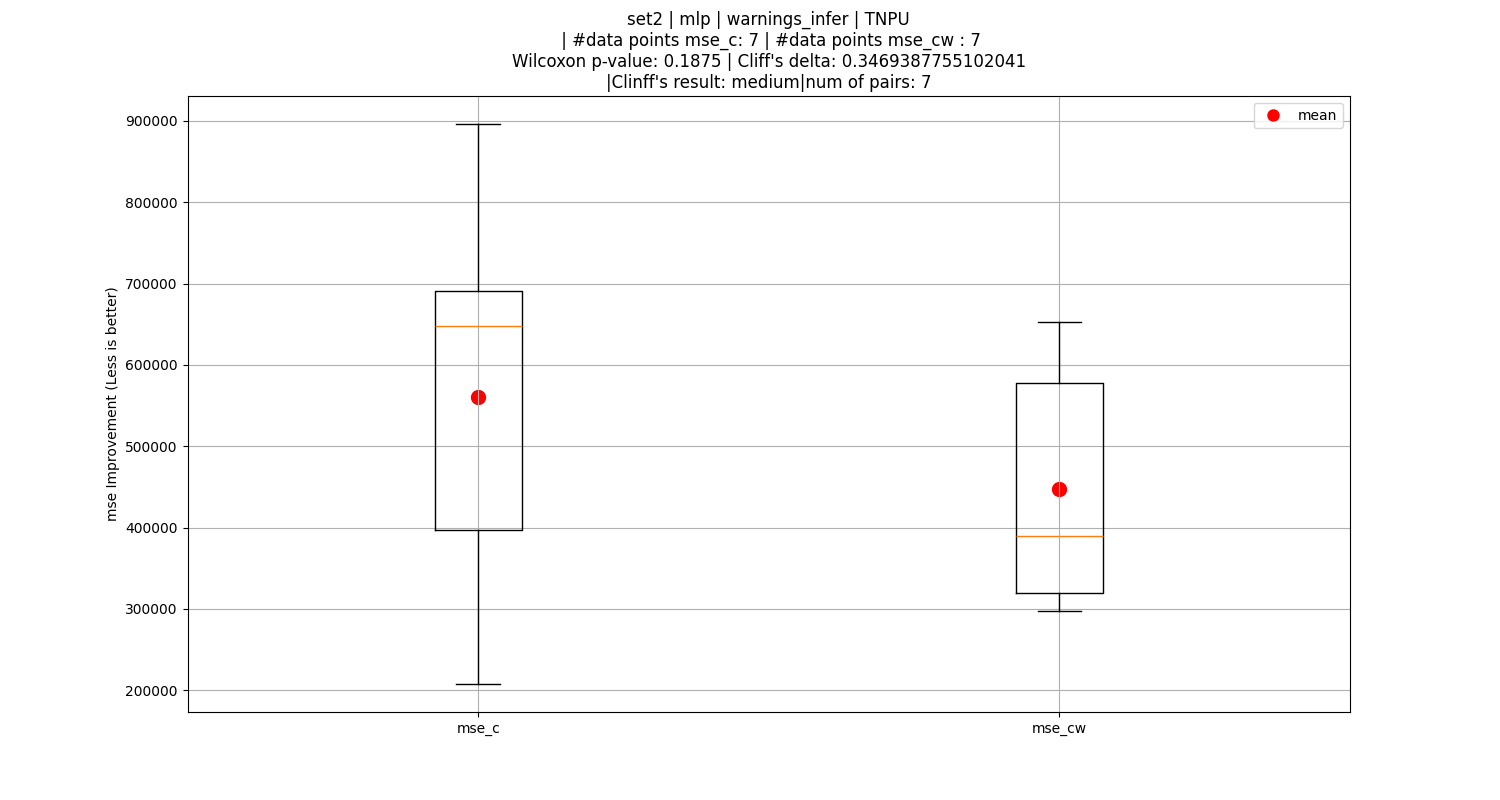 set2 | mlp | warnings_infer | TNPU
| #data points mse_c: 7 | #data points mse_cw : 7
Wilcoxon p-value: 0.1875 | Cliff's delta: 0.3469387755102041
|Clinff's result: medium|num of pairs: 7
mean
900000
800000
700000
600000
500000
400000
300000
200000
mse Improvement (Less is better)
mse_c
mse_cw